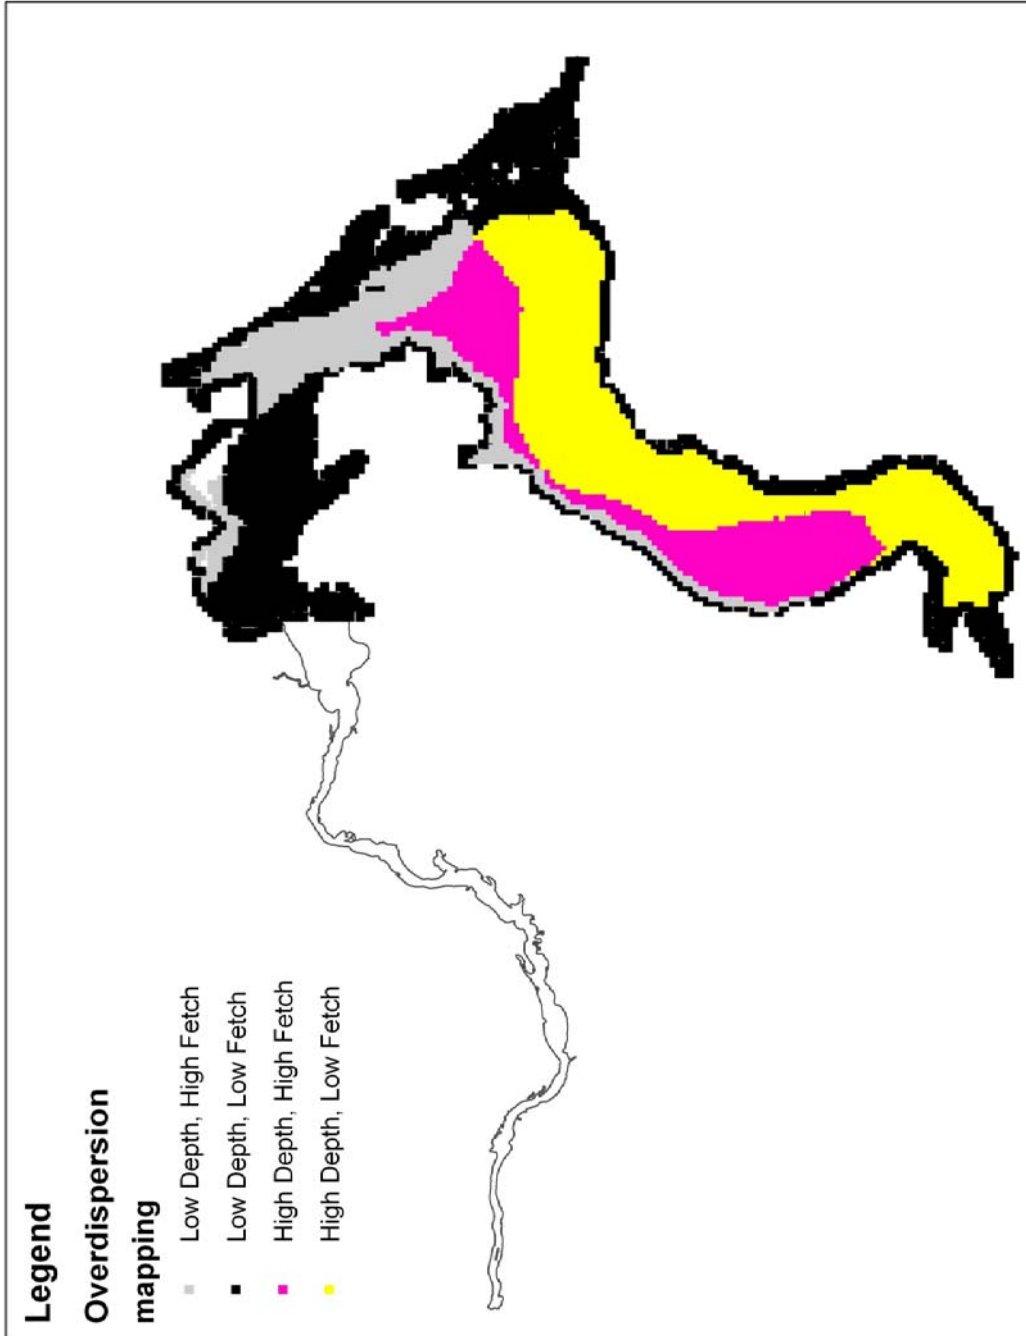 Legend
Overdispersion
mapping
Low Depth, High Fetch
Low Depth, Low Fetch
High Depth, High Fetch
High Depth, Low Fetch